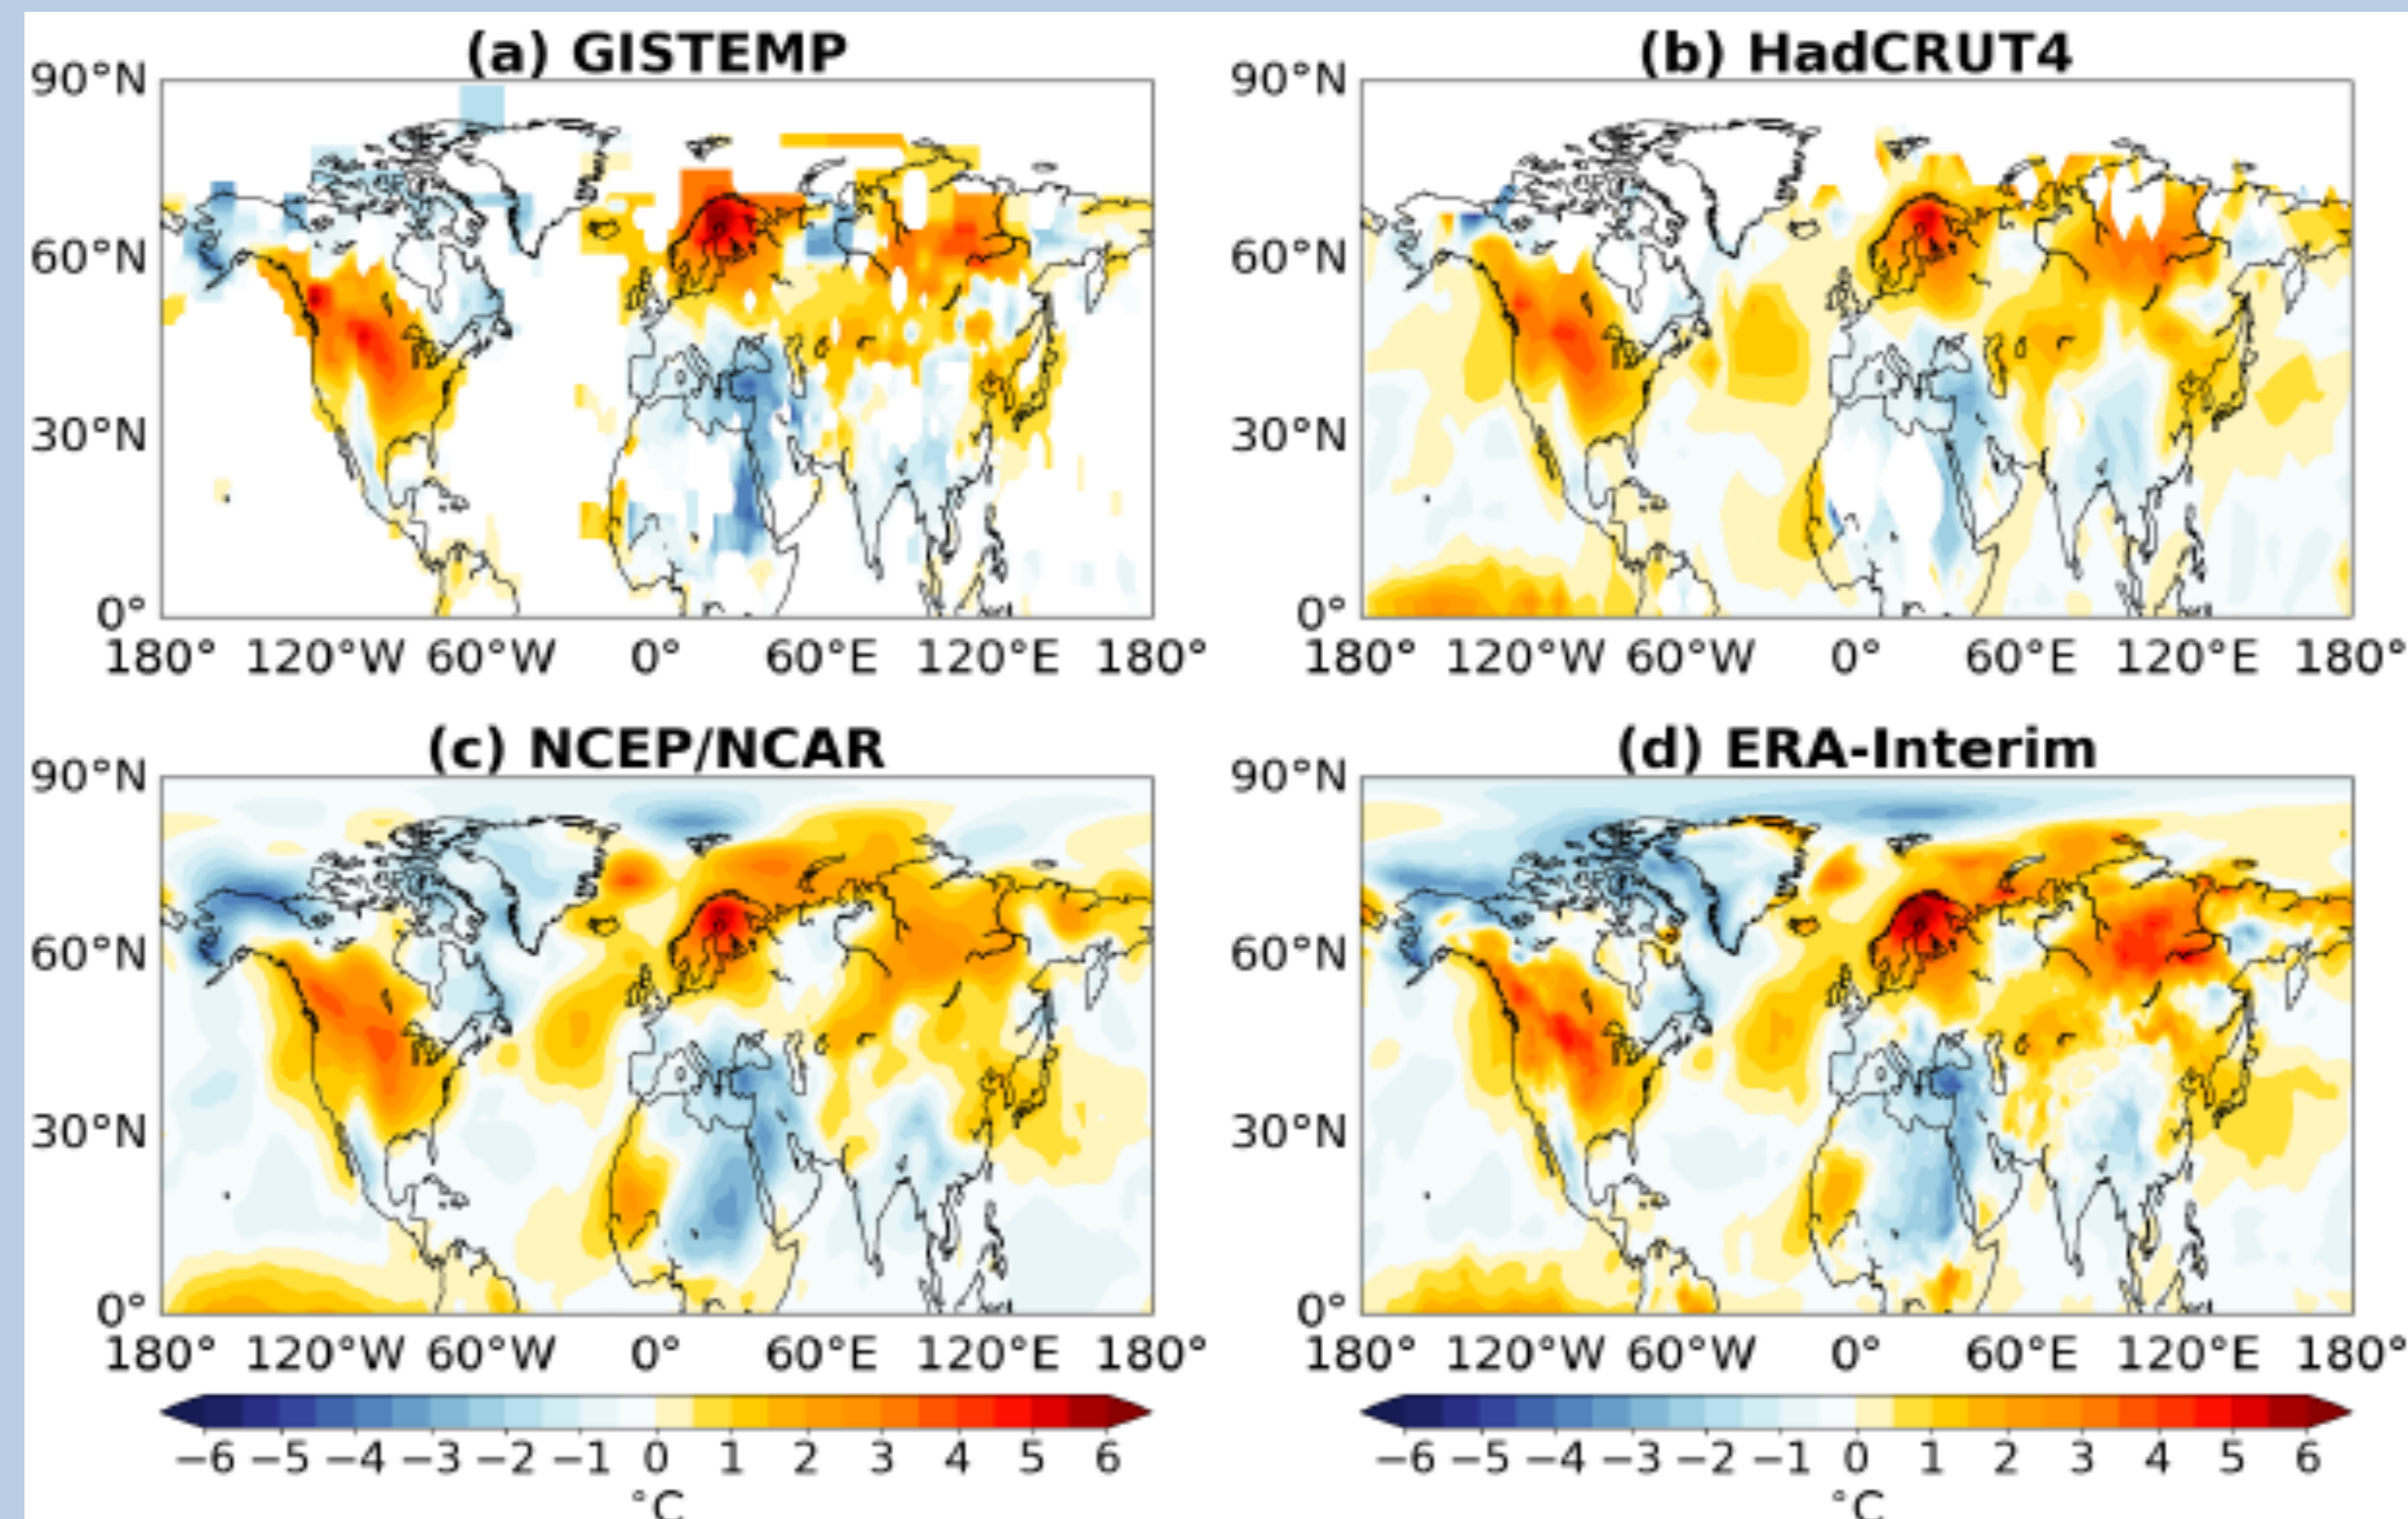 (a) GISTEMP
90°N
60°N
30°N
0°
180° 120°W 60°W 0° 60°E 120°E 180°
(b) HadCRUT4
90°N
60°N
30°N
0°
180° 120°W 60°W 0° 60°E 120°E 180°
(c) NCEP/NCAR
90°N
60°N
30°N
0°
180° 120°W 60°W 0° 60°E 120°E 180°
−6 −5 −4 −3 −2 −1 0 1 2 3 4 5 6
°C
(d) ERA-Interim
90°N
60°N
30°N
0°
180° 120°W 60°W 0° 60°E 120°E 180°
−6 −5 −4 −3 −2 −1 0 1 2 3 4 5 6
°C